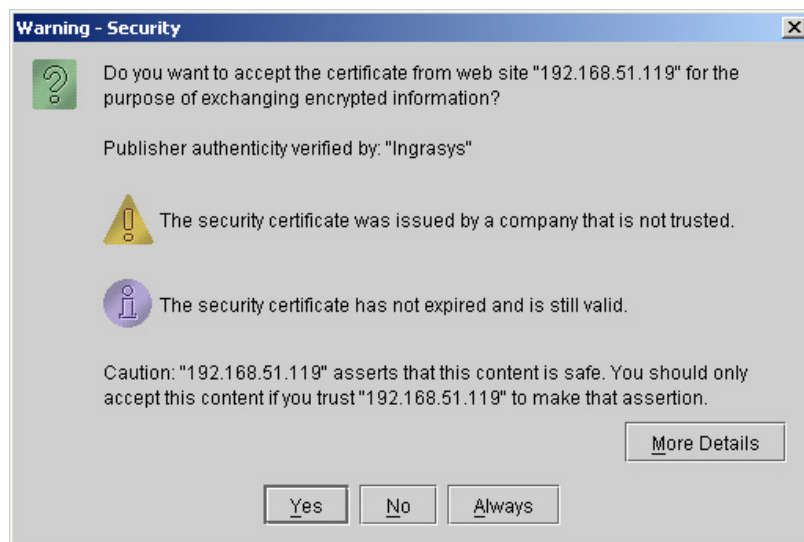 Warning - Security
Do you want to accept the certificate from web site "192.168.51.119" for the
purpose of exchanging encrypted information?
Publisher authenticity verified by: "Ingrasys"
The security certificate was issued by a company that is not trusted.
The security certificate has not expired and is still valid.
Caution: "192.168.51.119" asserts that this content is safe. You should only
accept this content if you trust "192.168.51.119" to make that assertion.
More Details
Yes No Always